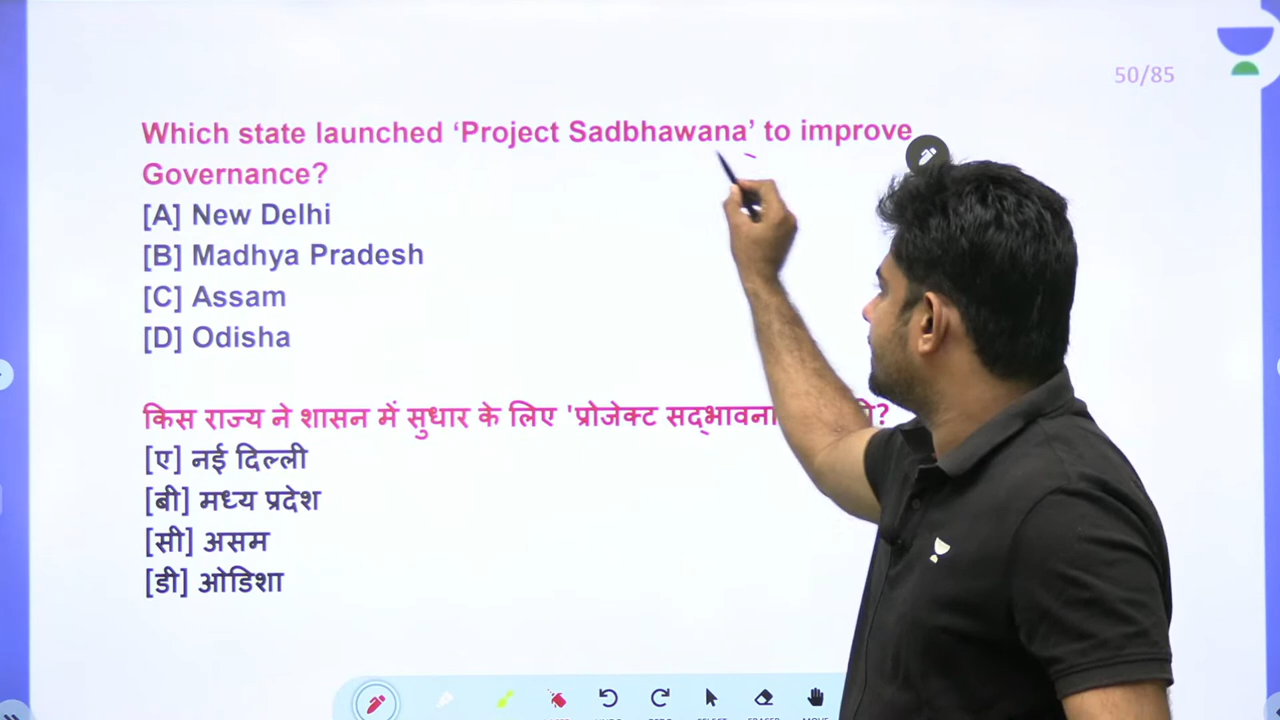 50/85
Which state launched ‘Project Sadbhawana’ to improve
Governance?
[A] New Delhi
[B] Madhya Pradesh
[C] Assam
[D] Odisha
किस राज्य ने शासन में सुधार के लिए 'प्रोजेक्ट सद्भावना
[ए] नई दिल्ली
[बी] मध्य प्रदेश
[सी] असम
[डी] ओडिशा